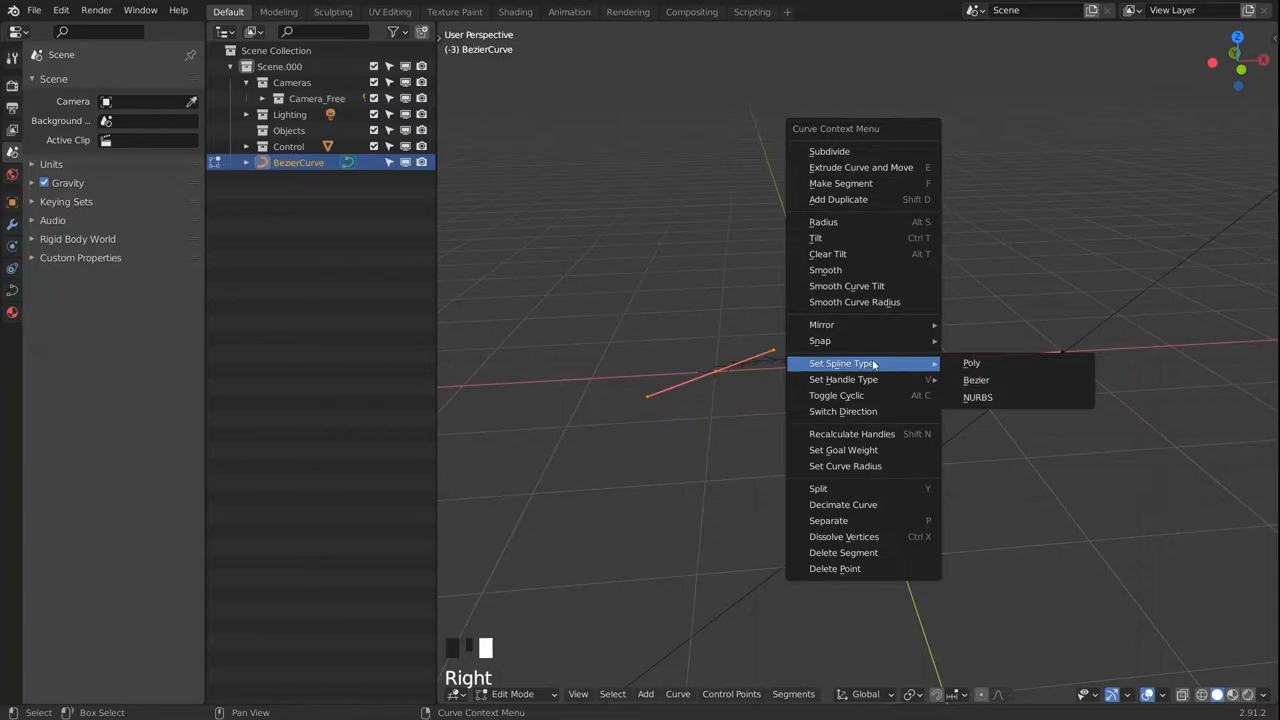 File Edit Render Window Help Default Modeling Sculpting UV Editing Texture Paint Shading Animation Rendering Compositing Scripting + Scene View Layer
Scene
Scene
Camera
Background ...
Active Clip
Units
Gravity
Keying Sets
Audio
Rigid Body World
Custom Properties
Scene Collection
Scene.000
Cameras
Camera_Free
Lighting
Objects
Control
BezierCurve
User Perspective
(-3) BezierCurve
Z
Y
X
Curve Context Menu
Subdivide
Extrude Curve and Move E
Make Segment F
Add Duplicate Shift D
Radius Alt S
Tilt Ctrl T
Clear Tilt Alt T
Smooth
Smooth Curve Tilt
Smooth Curve Radius
Mirror
Snap
Set Spline Type
Set Handle Type V
Toggle Cyclic Alt C
Switch Direction
Recalculate Handles Shift N
Set Goal Weight
Set Curve Radius
Split Y
Decimate Curve
Separate P
Dissolve Vertices Ctrl X
Delete Segment
Delete Point
Poly
Bezier
NURBS
Right
Edit Mode View Select Add Curve Control Points Segments Global
Select Box Select Pan View Curve Context Menu 2.91.2